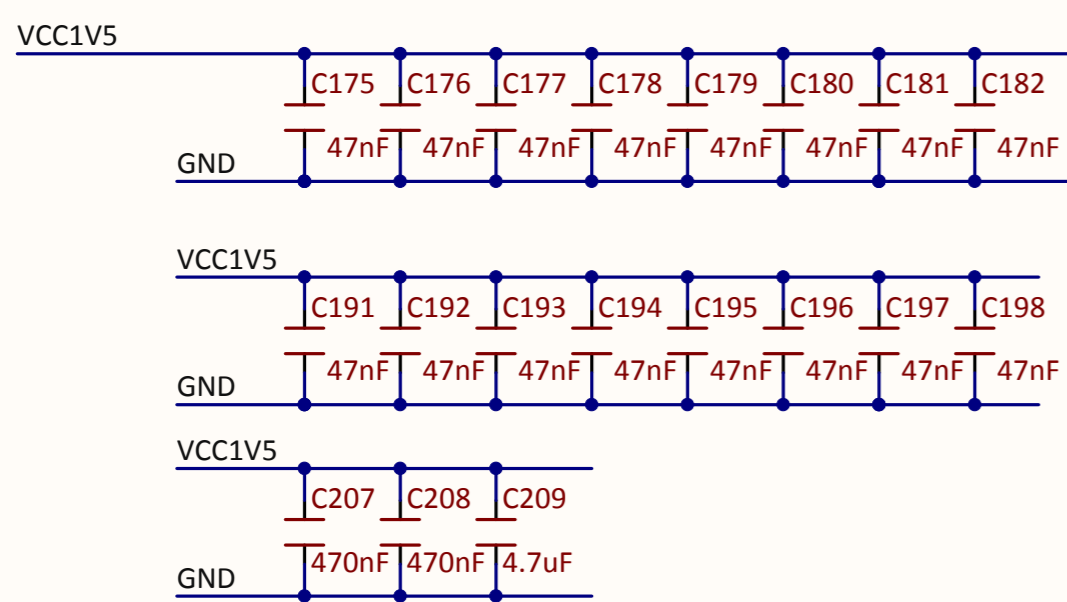 VCC1V5
C175 C176 C177 C178 C179 C180 C181 C182
47nF 47nF 47nF 47nF 47nF 47nF 47nF 47nF
GND
VCC1V5
C191 C192 C193 C194 C195 C196 C197 C198
47nF 47nF 47nF 47nF 47nF 47nF 47nF 47nF
GND
VCC1V5
C207 C208 C209
470nF 470nF 4.7uF
GND